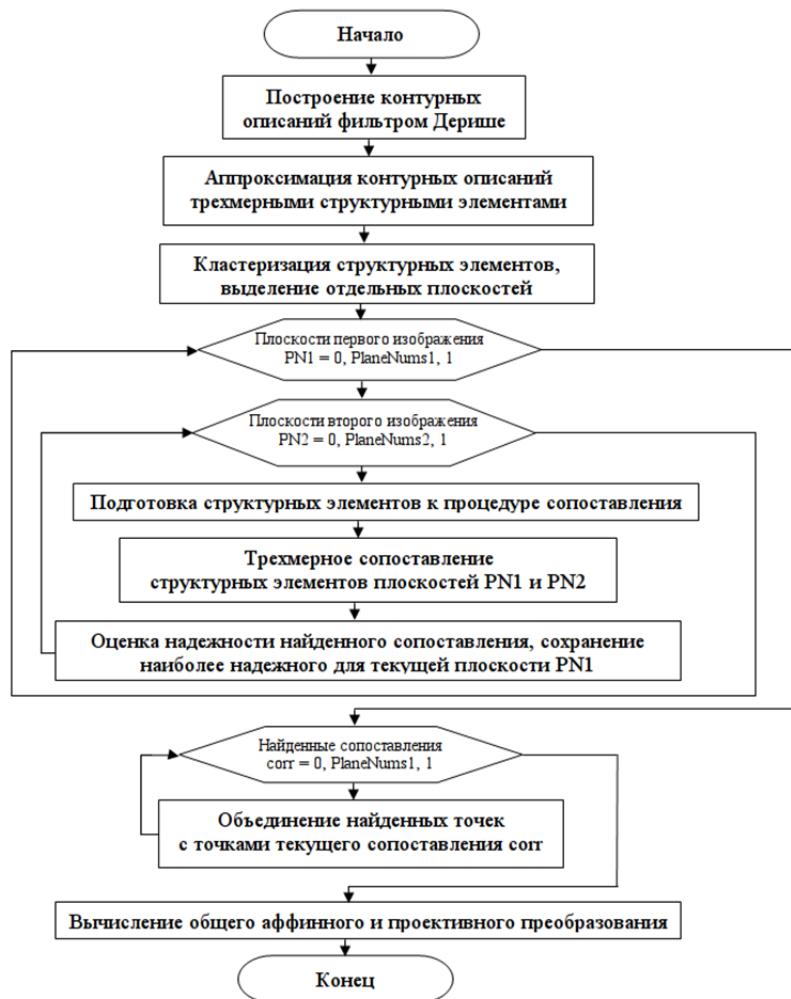 Начало
Построение контурных
описаний фильтром Дерише
Аппроксимация контурных описаний
трехмерными структурными элементами
Кластеризация структурных элементов,
выделение отдельных плоскостей
Плоскости первого изображения
PN1 = 0, PlaneNums1, 1
Плоскости второго изображения
PN2 = 0, PlaneNums2, 1
Подготовка структурных элементов к процедуре сопоставления
Трехмерное сопоставление
структурных элементов плоскостей PN1 и PN2
Оценка надежности найденного сопоставления, сохранение
наиболее надежного для текущей плоскости PN1
Найденные сопоставления
corr = 0, PlaneNums1, 1
Объединение найденных точек
с точками текущего сопоставления corr
Вычисление общего аффинного и проективного преобразования
Конец